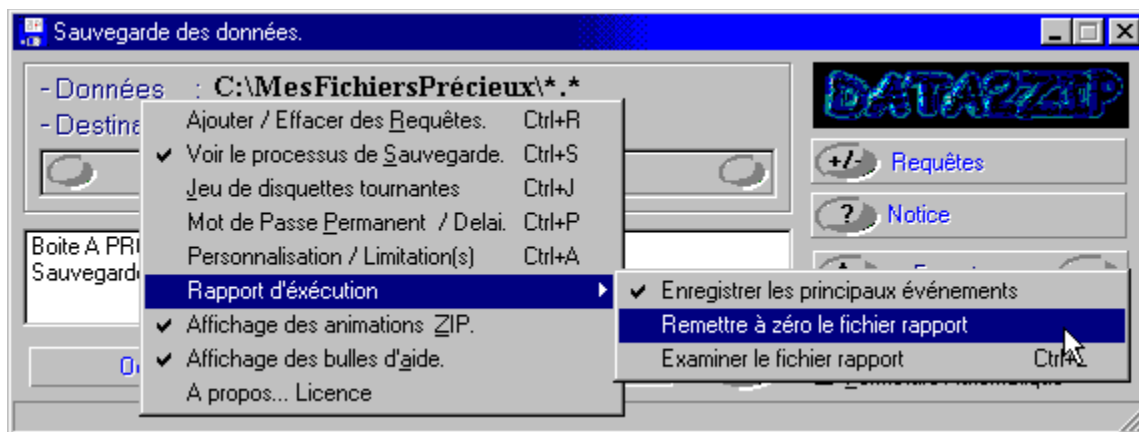 Sauvegarde des données.
- Données : C:\MesFichiersPrécieux\*.*
- Destina
DATA2ZIP
Ajouter / Effacer des Requêtes. Ctrl+R
Voir le processus de Sauvegarde. Ctrl+S
Jeu de disquettes tournantes Ctrl+J
Mot de Passe Permanent / Delai. Ctrl+P
Personnalisation / Limitation(s) Ctrl+A
Rapport d'éxécution
Affichage des animations ZIP.
Affichage des bulles d'aide.
A propos... Licence
+/- Requêtes
? Notice
Boite A PR
Sauvegard
Enregistrer les principaux événements
Remettre à zéro le fichier rapport
Examiner le fichier rapport